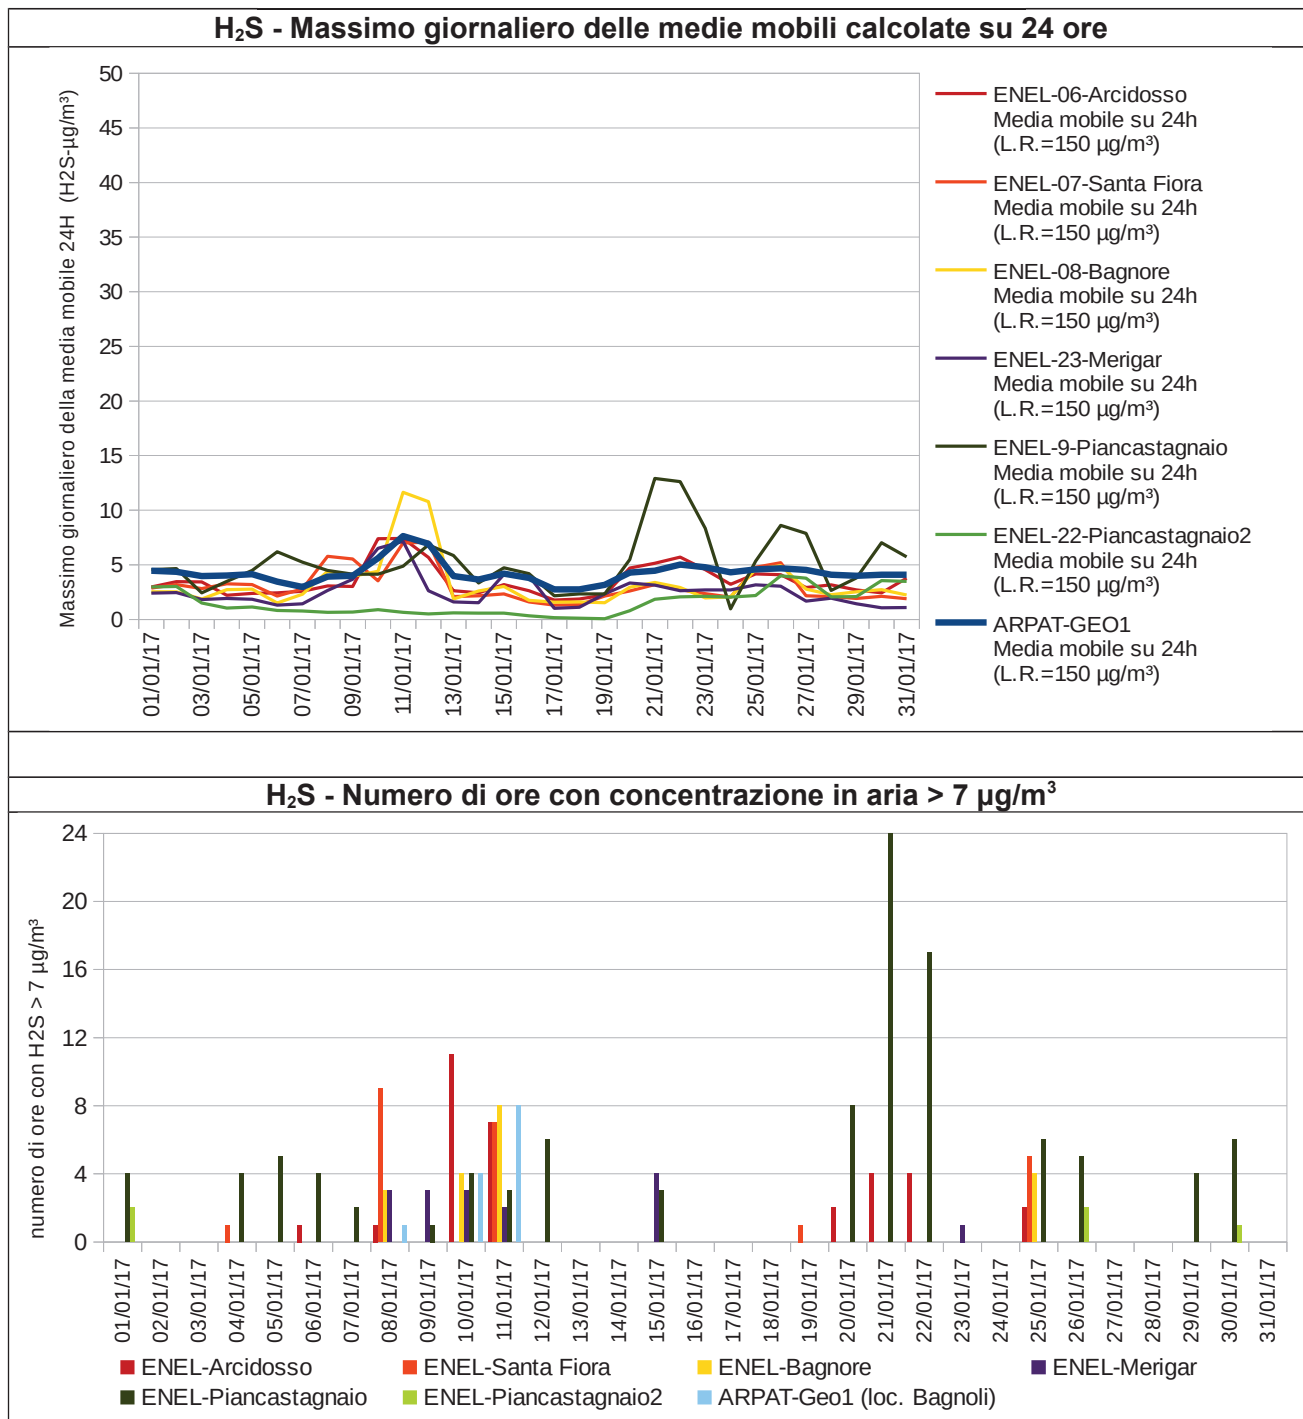 H₂S - Massimo giornaliero delle medie mobili calcolate su 24 ore
Massimo giornaliero della media mobile 24H (H2S-µg/m³)
50
45
40
35
30
25
20
15
10
5
0
01/01/17
03/01/17
05/01/17
07/01/17
09/01/17
11/01/17
13/01/17
15/01/17
17/01/17
19/01/17
21/01/17
23/01/17
25/01/17
27/01/17
29/01/17
31/01/17
ENEL-06-Arcidosso
Media mobile su 24h
(L.R.=150 µg/m³)
ENEL-07-Santa Fiora
Media mobile su 24h
(L.R.=150 µg/m³)
ENEL-08-Bagnore
Media mobile su 24h
(L.R.=150 µg/m³)
ENEL-23-Merigar
Media mobile su 24h
(L.R.=150 µg/m³)
ENEL-9-Piancastagnaio
Media mobile su 24h
(L.R.=150 µg/m³)
ENEL-22-Piancastagnaio2
Media mobile su 24h
(L.R.=150 µg/m³)
ARPAT-GEO1
Media mobile su 24h
(L.R.=150 µg/m³)
H₂S - Numero di ore con concentrazione in aria > 7 µg/m³
numero di ore con H2S > 7 µg/m³
24
20
16
12
8
4
0
01/01/17
02/01/17
03/01/17
04/01/17
05/01/17
06/01/17
07/01/17
08/01/17
09/01/17
10/01/17
11/01/17
12/01/17
13/01/17
14/01/17
15/01/17
16/01/17
17/01/17
18/01/17
19/01/17
20/01/17
21/01/17
22/01/17
23/01/17
24/01/17
25/01/17
26/01/17
27/01/17
28/01/17
29/01/17
30/01/17
31/01/17
ENEL-Arcidosso
ENEL-Santa Fiora
ENEL-Bagnore
ENEL-Merigar
ENEL-Piancastagnaio
ENEL-Piancastagnaio2
ARPAT-Geo1 (loc. Bagnoli)